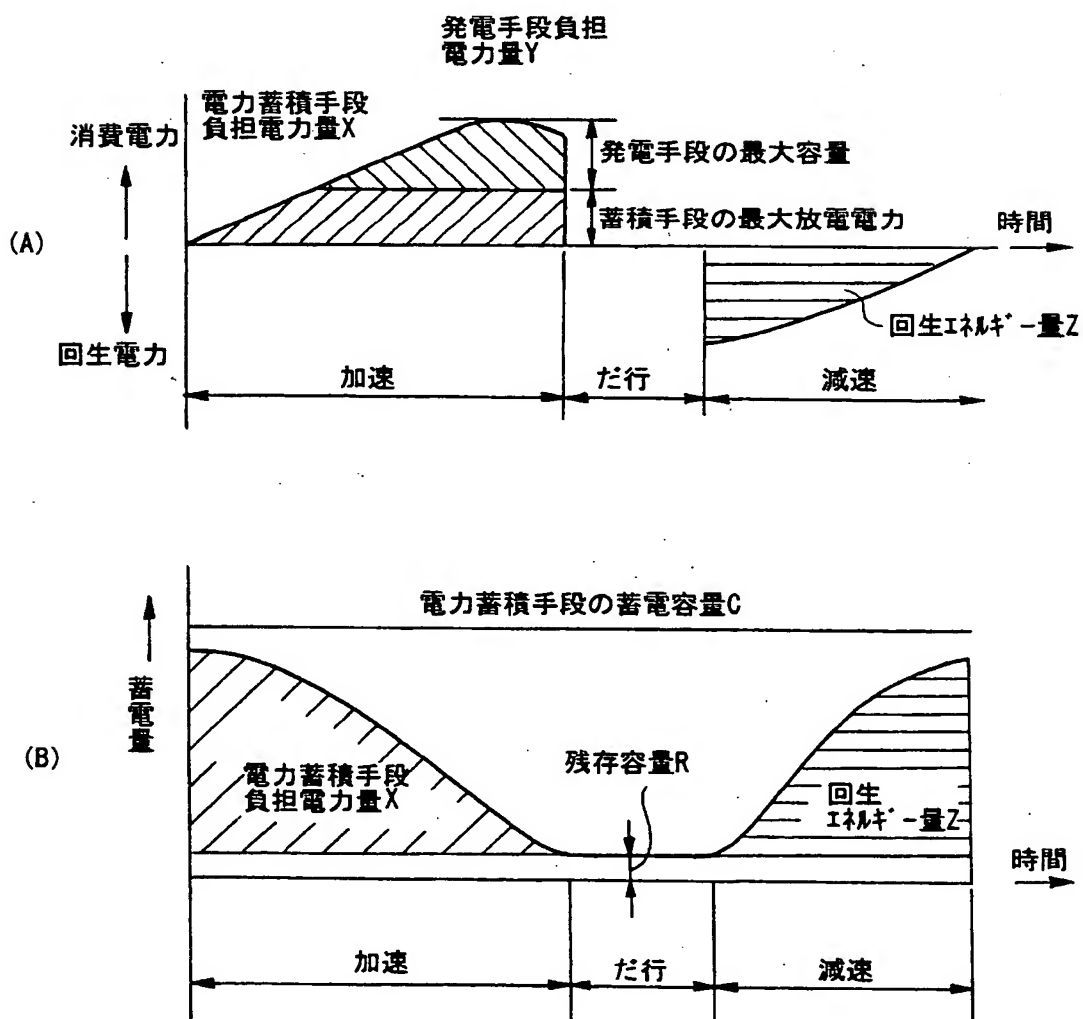 発電手段負担
電力量Y
電力蓄積手段
負担電力量X
消費電力
発電手段の最大容量
蓄積手段の最大放電電力
時間
(A)
回生エネルギー量Z
回生電力
加速
だ行
減速
電力蓄積手段の蓄電容量C
蓄電量
(B)
残存容量R
電力蓄積手段
負担電力量X
回生
エネルギー量Z
時間
加速
だ行
減速